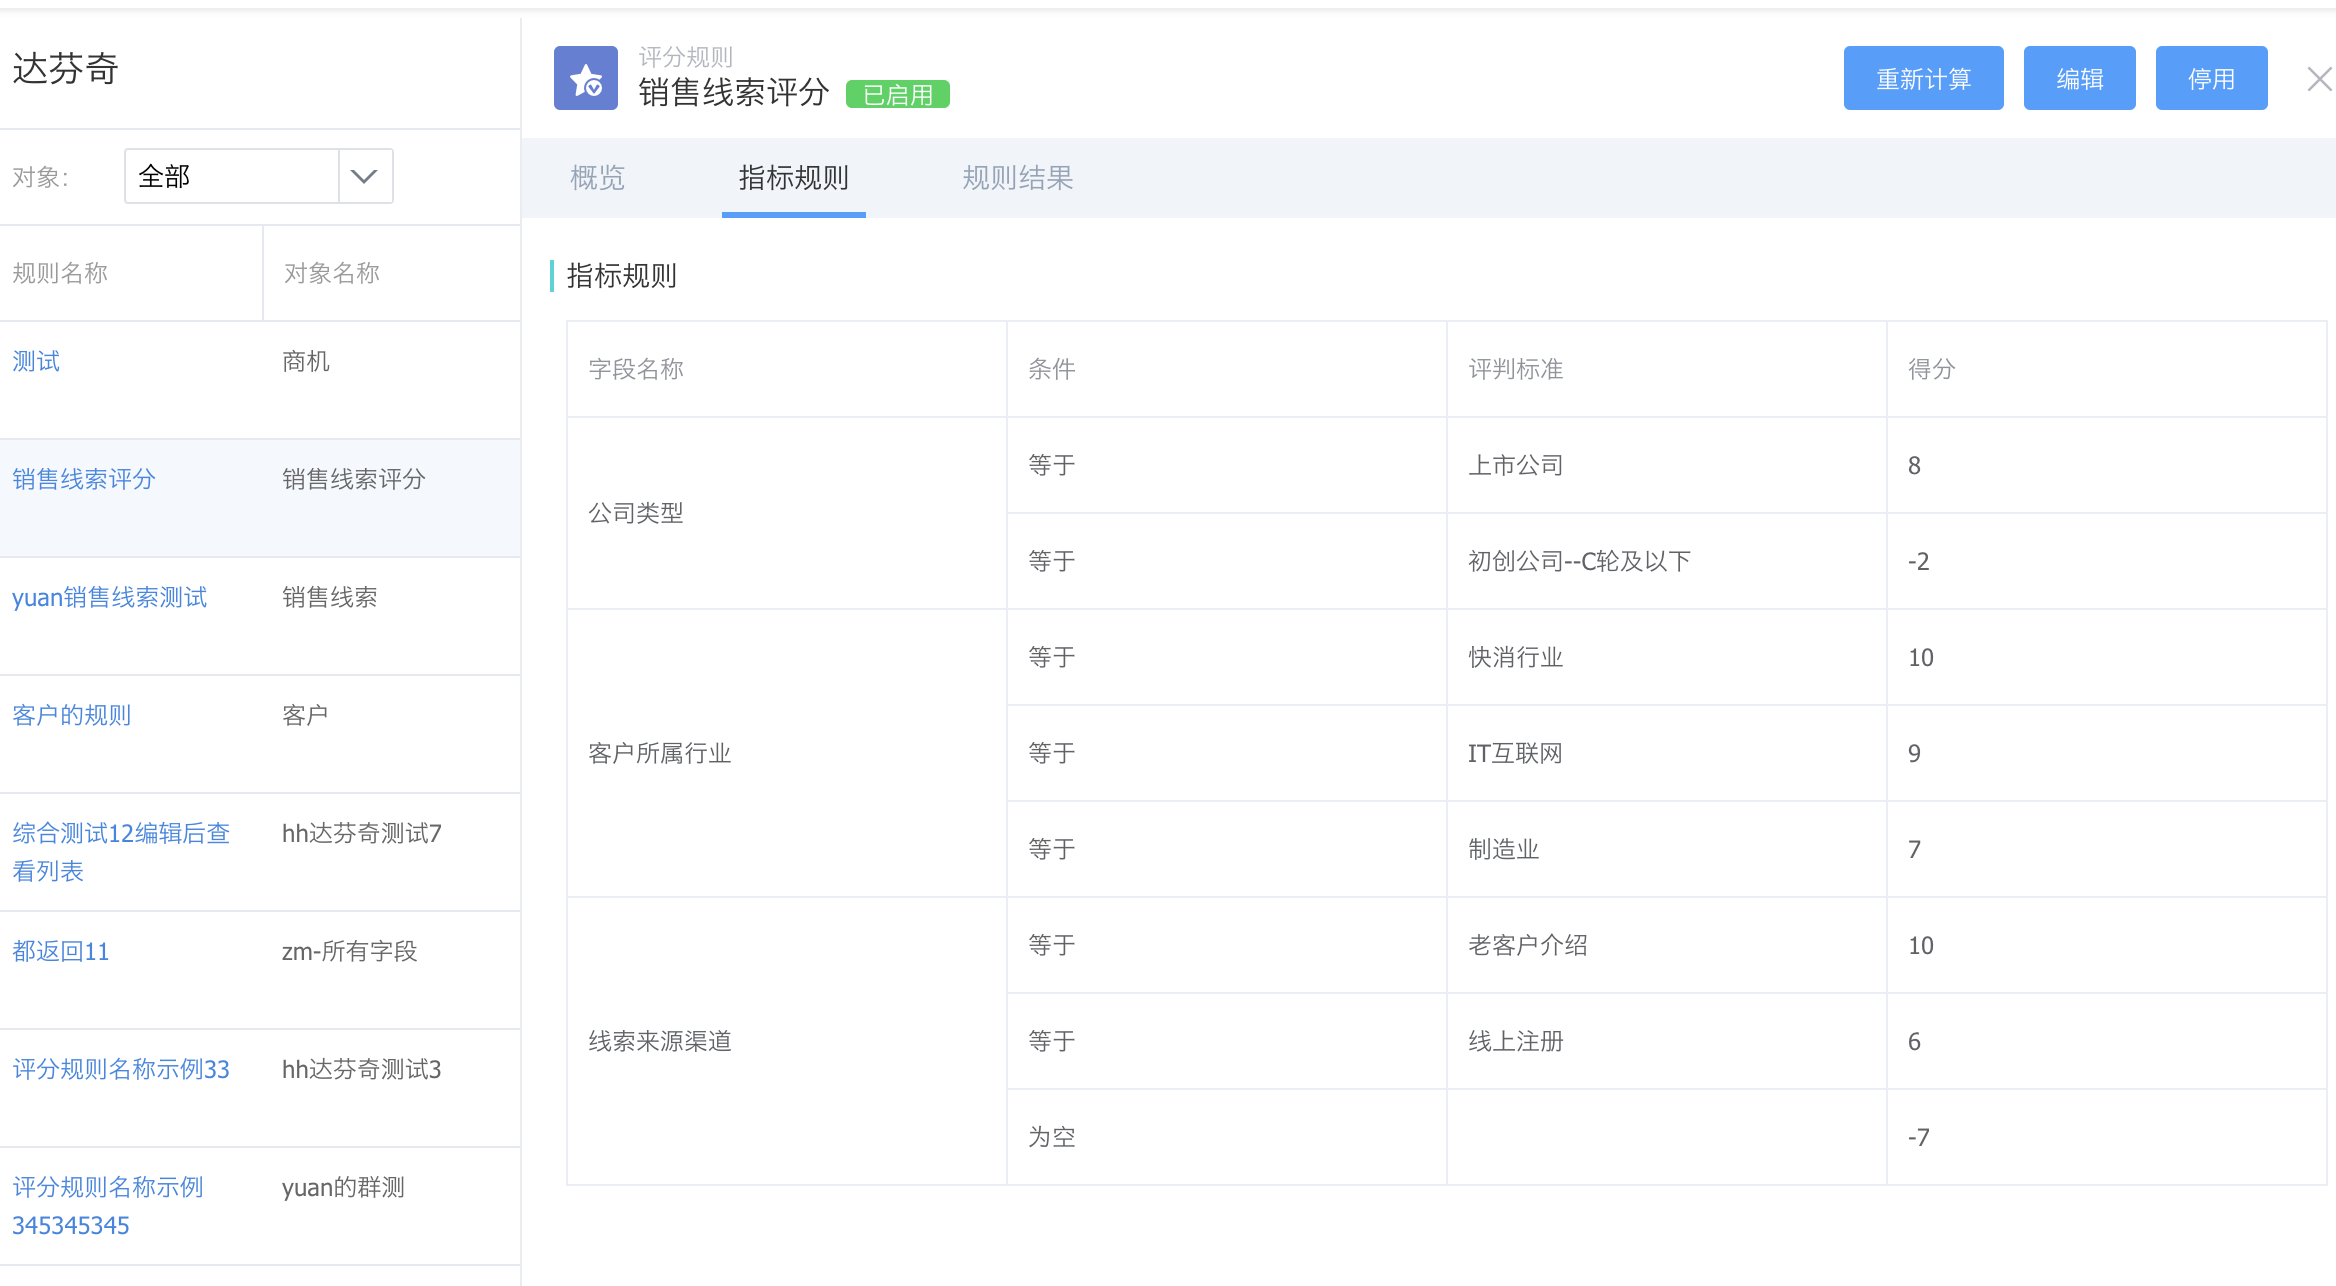 达芬奇
对象:
全部
规则名称
对象名称
测试
商机
销售线索评分
销售线索评分
yuan销售线索测试
销售线索
客户的规则
客户
综合测试12编辑后查
看列表
hh达芬奇测试7
都返回11
zm-所有字段
评分规则名称示例33
hh达芬奇测试3
评分规则名称示例
345345345
yuan的群测
评分规则
销售线索评分
已启用
重新计算
编辑
停用
概览
指标规则
规则结果
指标规则
字段名称
条件
评判标准
得分
公司类型
等于
上市公司
8
等于
初创公司--C轮及以下
-2
客户所属行业
等于
快消行业
10
等于
IT互联网
9
等于
制造业
7
线索来源渠道
等于
老客户介绍
10
等于
线上注册
6
为空
-7